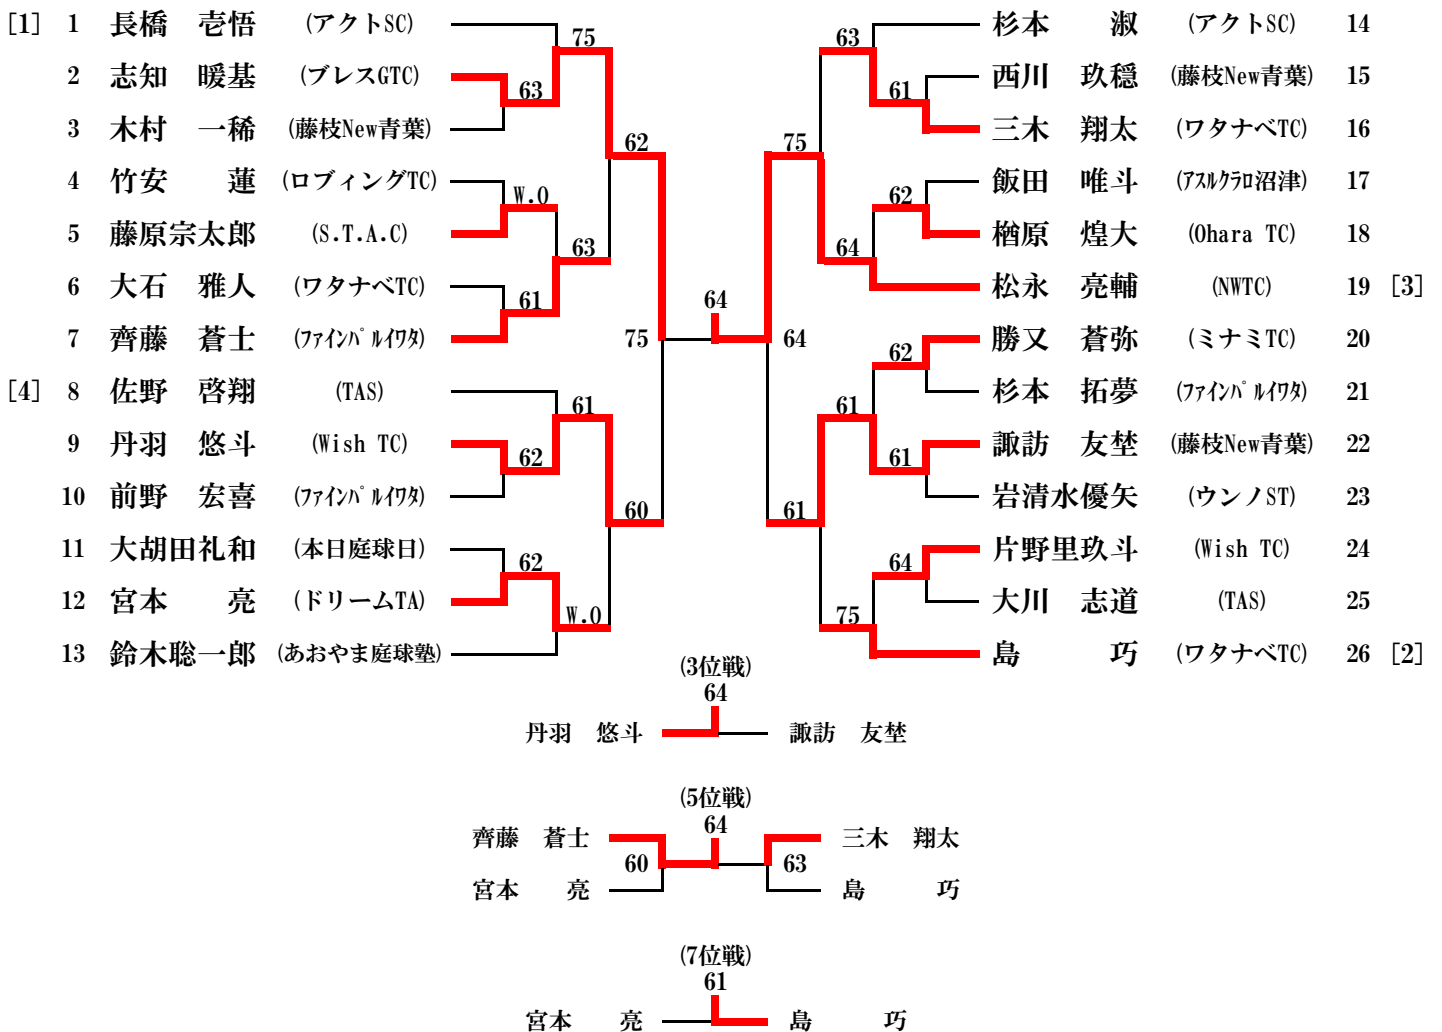 [1] 1 長橋 壱悟 (アクトSC)
2 志知 暖基 (ブレスGTC)
3 木村 一稀 (藤枝New青葉)
4 竹安 蓮 (ロブィングTC)
5 藤原宗太郎 (S.T.A.C)
6 大石 雅人 (ワタナベTC)
7 齊藤 蒼士 (ファインパルイワタ)
[4] 8 佐野 啓翔 (TAS)
9 丹羽 悠斗 (Wish TC)
10 前野 宏喜 (ファインパルイワタ)
11 大胡田礼和 (本日庭球日)
12 宮本 亮 (ドリームTA)
13 鈴木聡一郎 (あおやま庭球塾)
75
63
62
W.O
63
61
75
61
62
60
62
W.O
64
63
61
75
62
64
64
62
61
61
61
64
75
杉本 淑 (アクトSC) 14
西川 玖穏 (藤枝New青葉) 15
三木 翔太 (ワタナベTC) 16
飯田 唯斗 (アスルクラロ沼津) 17
楢原 煌大 (Ohara TC) 18
松永 亮輔 (NWTC) 19 [3]
勝又 蒼弥 (ミナミTC) 20
杉本 拓夢 (ファインパルイワタ) 21
諏訪 友埜 (藤枝New青葉) 22
岩清水優矢 (ウンノST) 23
片野里玖斗 (Wish TC) 24
大川 志道 (TAS) 25
島 巧 (ワタナベTC) 26 [2]
(3位戦)
64
丹羽 悠斗 諏訪 友埜
(5位戦)
64
齊藤 蒼士 三木 翔太
60 63
宮本 亮 島 巧
(7位戦)
61
宮本 亮 島 巧